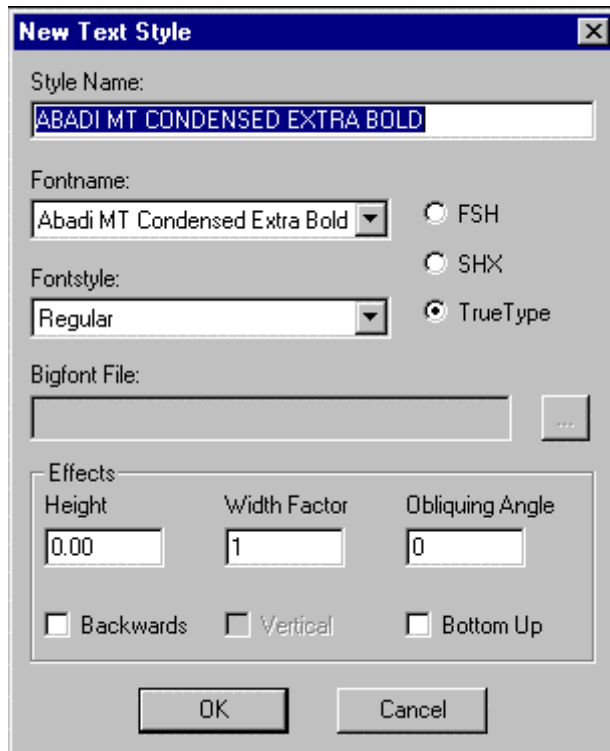 New Text Style
Style Name:
ABADI MT CONDENSED EXTRA BOLD
Fontname:
Abadi MT Condensed Extra Bold
FSH
SHX
Fontstyle:
Regular
TrueType
Bigfont File:
...
Effects
Height Width Factor Obliquing Angle
0.00 1 0
Backwards Vertical Bottom Up
OK Cancel